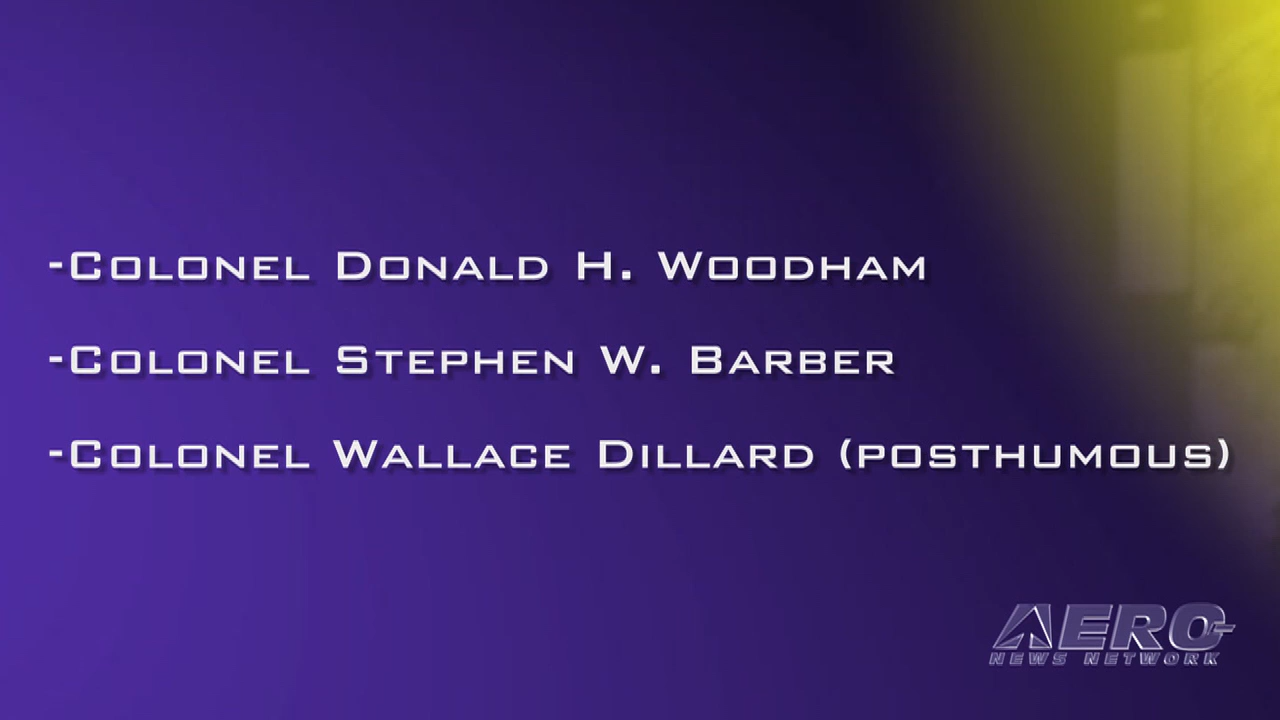 -Colonel Donald H. Woodham
-Colonel Stephen W. Barber
-Colonel Wallace Dillard (posthumous)
AERO
NEWS NETWORK